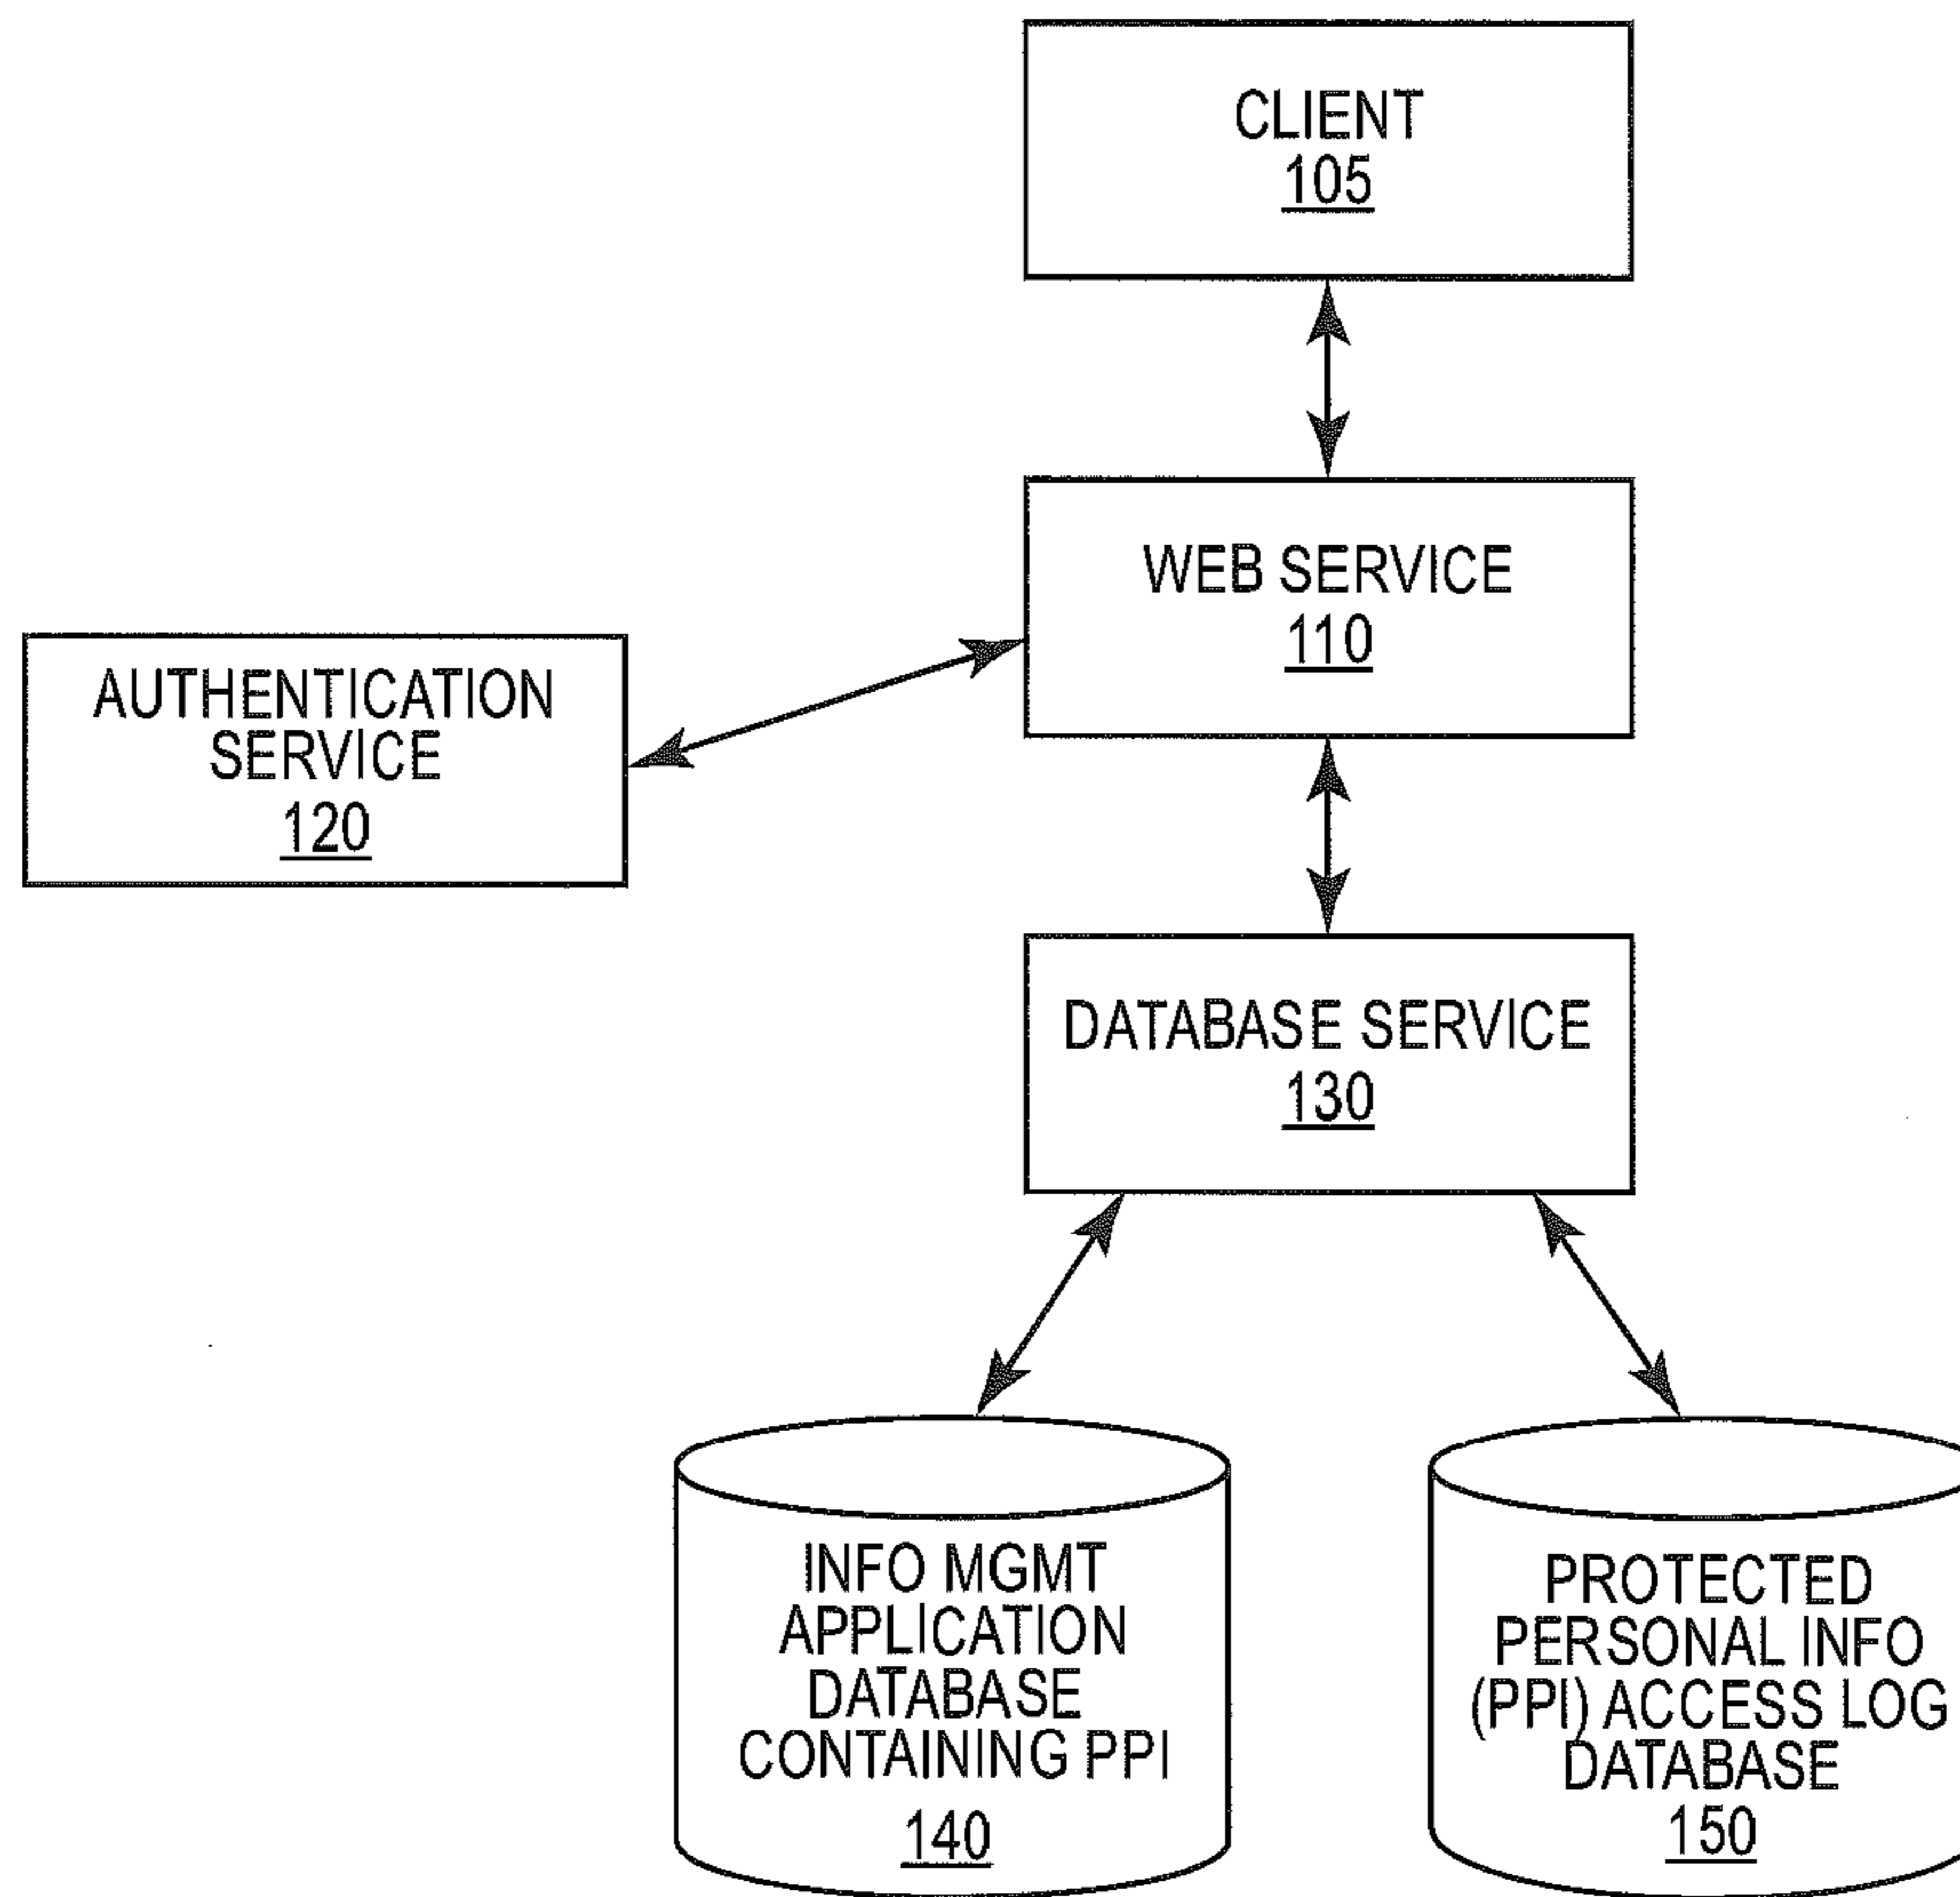 CLIENT
105
WEB SERVICE
110
AUTHENTICATION
SERVICE
120
DATABASE SERVICE
130
INFO MGMT
APPLICATION
DATABASE
CONTAINING PPI
140
PROTECTED
PERSONAL INFO
(PPI) ACCESS LOG
DATABASE
150